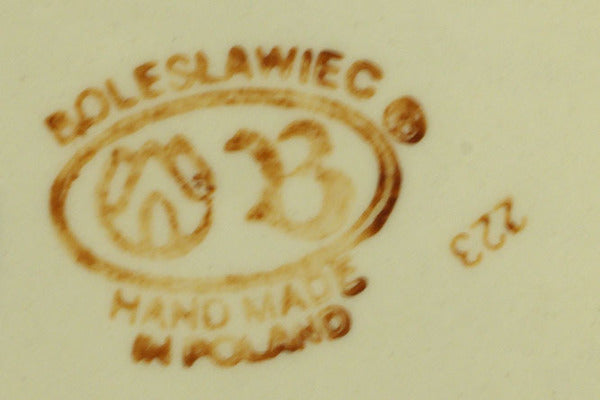 BOLESLAWIEC ®
B
HAND MADE
IN POLAND
223